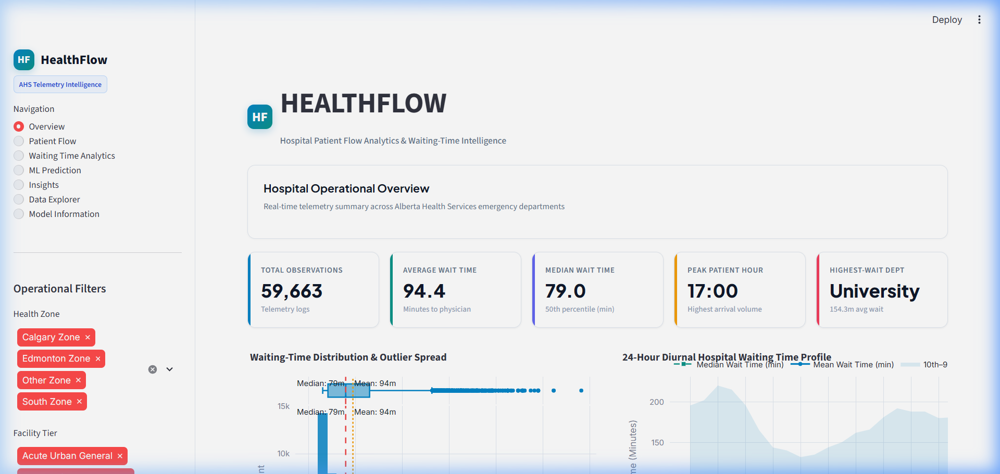 Deploy
HF HealthFlow
AHS Telemetry Intelligence
Navigation
Overview
Patient Flow
Waiting Time Analytics
ML Prediction
Insights
Data Explorer
Model Information
Operational Filters
Health Zone
Calgary Zone ×
Edmonton Zone ×
Other Zone ×
South Zone ×
Facility Tier
Acute Urban General ×
HF HEALTHFLOW
Hospital Patient Flow Analytics & Waiting-Time Intelligence
Hospital Operational Overview
Real-time telemetry summary across Alberta Health Services emergency departments
TOTAL OBSERVATIONS
59,663
Telemetry logs
AVERAGE WAIT TIME
94.4
Minutes to physician
MEDIAN WAIT TIME
79.0
50th percentile (min)
PEAK PATIENT HOUR
17:00
Highest arrival volume
HIGHEST-WAIT DEPT
University
154.3m avg wait
Waiting-Time Distribution & Outlier Spread
Median: 79m Mean: 94m
15k
Median: 79m Mean: 94m
10k
nt
24-Hour Diurnal Hospital Waiting Time Profile
Median Wait Time (min) Mean Wait Time (min) 10th–9
200
150
me (Minutes)